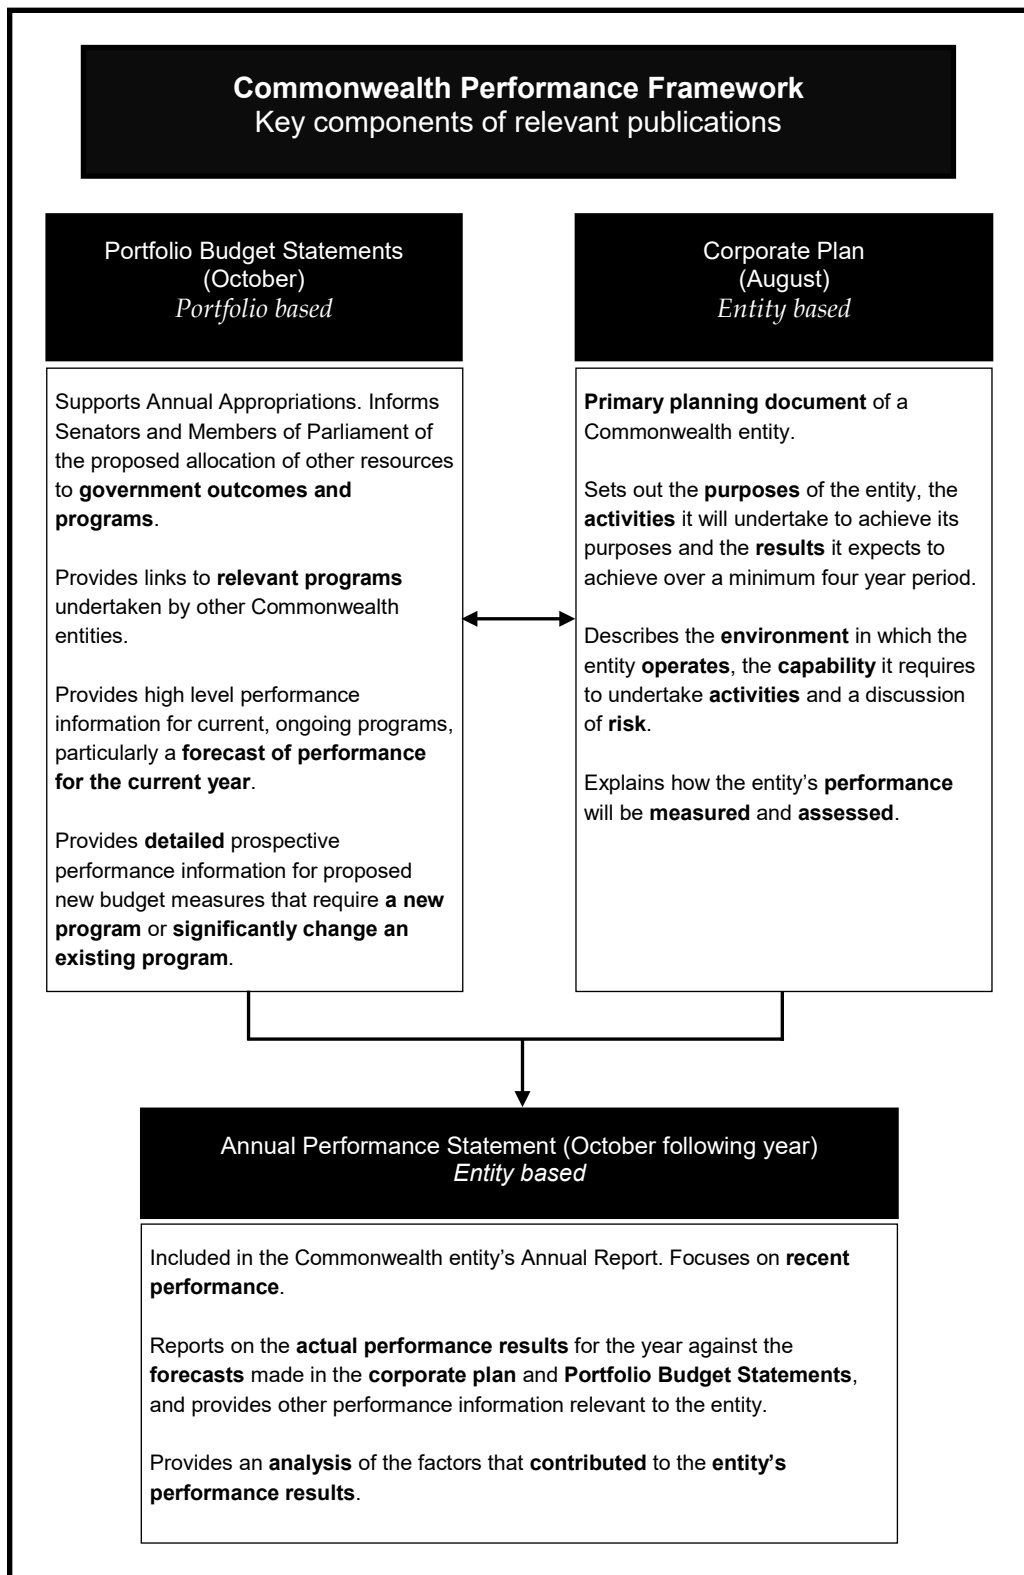 Commonwealth Performance Framework
Key components of relevant publications
Portfolio Budget Statements
(October)
Portfolio based
Supports Annual Appropriations. Informs
Senators and Members of Parliament of
the proposed allocation of other resources
to government outcomes and
programs.
Provides links to relevant programs
undertaken by other Commonwealth
entities.
Provides high level performance
information for current, ongoing programs,
particularly a forecast of performance
for the current year.
Provides detailed prospective
performance information for proposed
new budget measures that require a new
program or significantly change an
existing program.
Corporate Plan
(August)
Entity based
Primary planning document of a
Commonwealth entity.
Sets out the purposes of the entity, the
activities it will undertake to achieve its
purposes and the results it expects to
achieve over a minimum four year period.
Describes the environment in which the
entity operates, the capability it requires
to undertake activities and a discussion
of risk.
Explains how the entity’s performance
will be measured and assessed.
Annual Performance Statement (October following year)
Entity based
Included in the Commonwealth entity’s Annual Report. Focuses on recent
performance.
Reports on the actual performance results for the year against the
forecasts made in the corporate plan and Portfolio Budget Statements,
and provides other performance information relevant to the entity.
Provides an analysis of the factors that contributed to the entity’s
performance results.